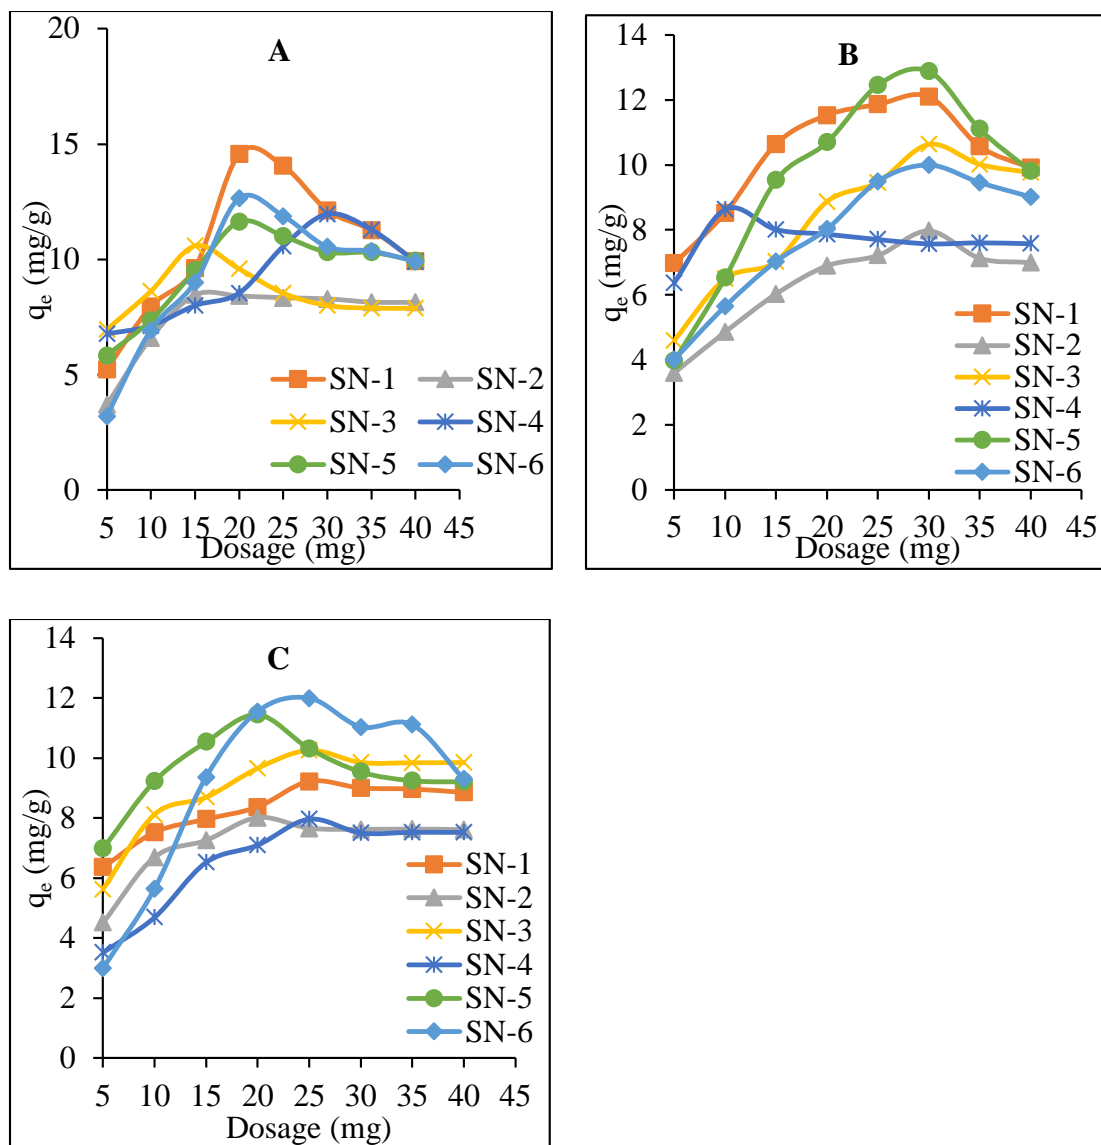 A
20
15
10
5
0
qe (mg/g)
SN-1 SN-2
SN-3 SN-4
SN-5 SN-6
5 10 15 20 25 30 35 40 45
Dosage (mg)
B
14
12
10
8
6
4
2
0
qe (mg/g)
SN-1
SN-2
SN-3
SN-4
SN-5
SN-6
5 10 15 20 25 30 35 40 45
Dosage (mg)
C
14
12
10
8
6
4
2
0
qe (mg/g)
SN-1
SN-2
SN-3
SN-4
SN-5
SN-6
5 10 15 20 25 30 35 40 45
Dosage (mg)